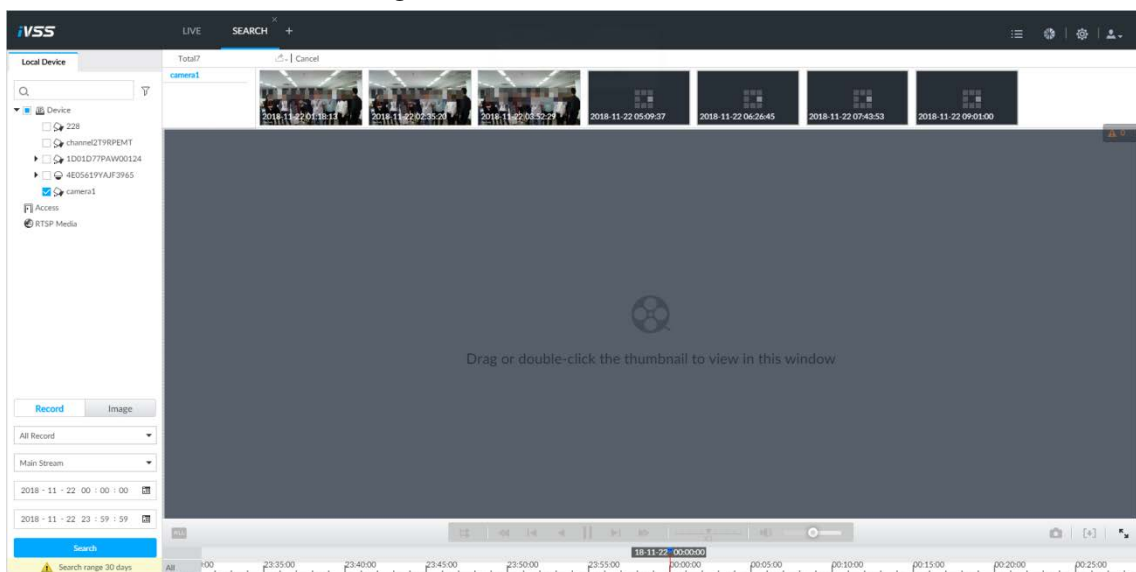 iVSS
LIVE
SEARCH
×
+
Local Device
Total7
Cancel
camera1
2018-11-22 01:18:13
2018-11-22 02:35:20
2018-11-22 03:52:29
2018-11-22 05:09:37
2018-11-22 06:26:45
2018-11-22 07:43:53
2018-11-22 09:01:00
0
Device
228
channel2T9RPEMT
1D01D77PAW00124
4E05619YAJF3965
camera1
Access
RTSP Media
Drag or double-click the thumbnail to view in this window
Record
Image
All Record
Main Stream
2018 - 11 - 22 00 : 00 : 00
2018 - 11 - 22 23 : 59 : 59
Search
Search range 30 days
18-11-22 00:00:00
All
23:35:00 23:40:00 23:45:00 23:50:00 23:55:00 00:00:00 00:05:00 00:10:00 00:15:00 00:20:00 00:25:00